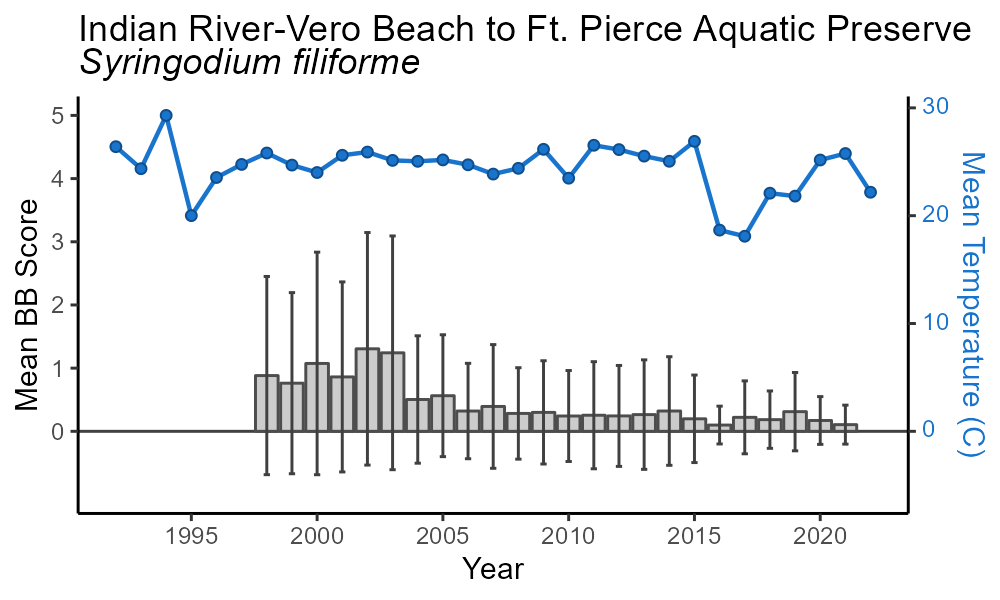 Indian River-Vero Beach to Ft. Pierce Aquatic Preserve
Syringodium filiforme
5
4
3
2
1
0
Mean BB Score
30
20
10
0
Mean Temperature (C)
1995 2000 2005 2010 2015 2020
Year